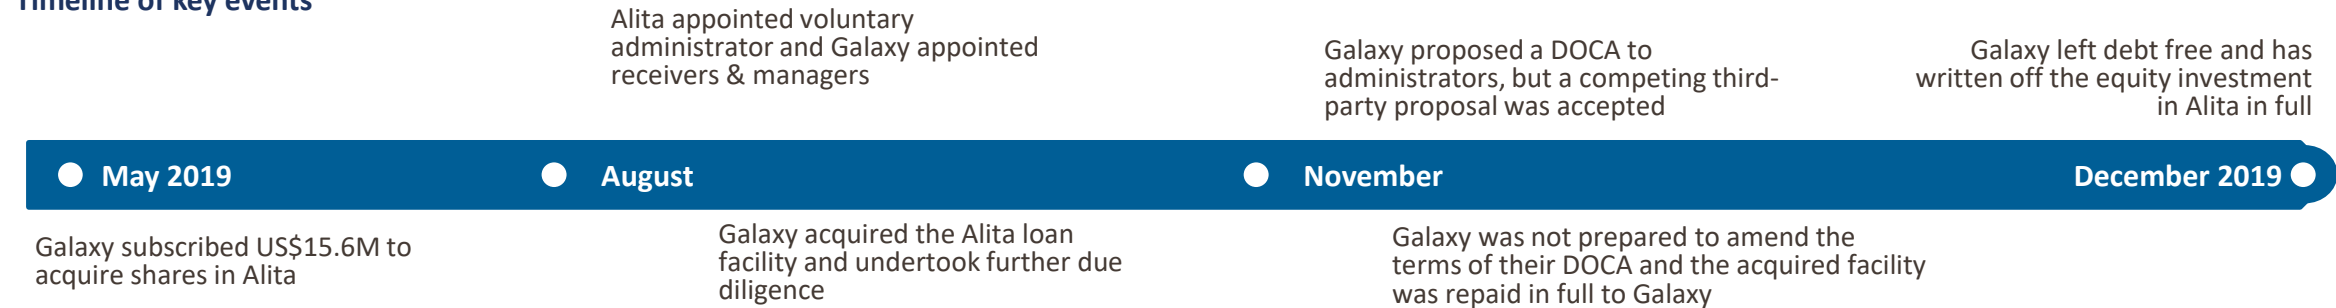 Timeline of key events
Alita appointed voluntary
administrator and Galaxy appointed
receivers & managers
Galaxy proposed a DOCA to
administrators, but a competing third-
party proposal was accepted
Galaxy left debt free and has
written off the equity investment
in Alita in full
May 2019
August
November
December 2019
Galaxy subscribed US$15.6M to
acquire shares in Alita
Galaxy acquired the Alita loan
facility and undertook further due
diligence
Galaxy was not prepared to amend the
terms of their DOCA and the acquired facility
was repaid in full to Galaxy